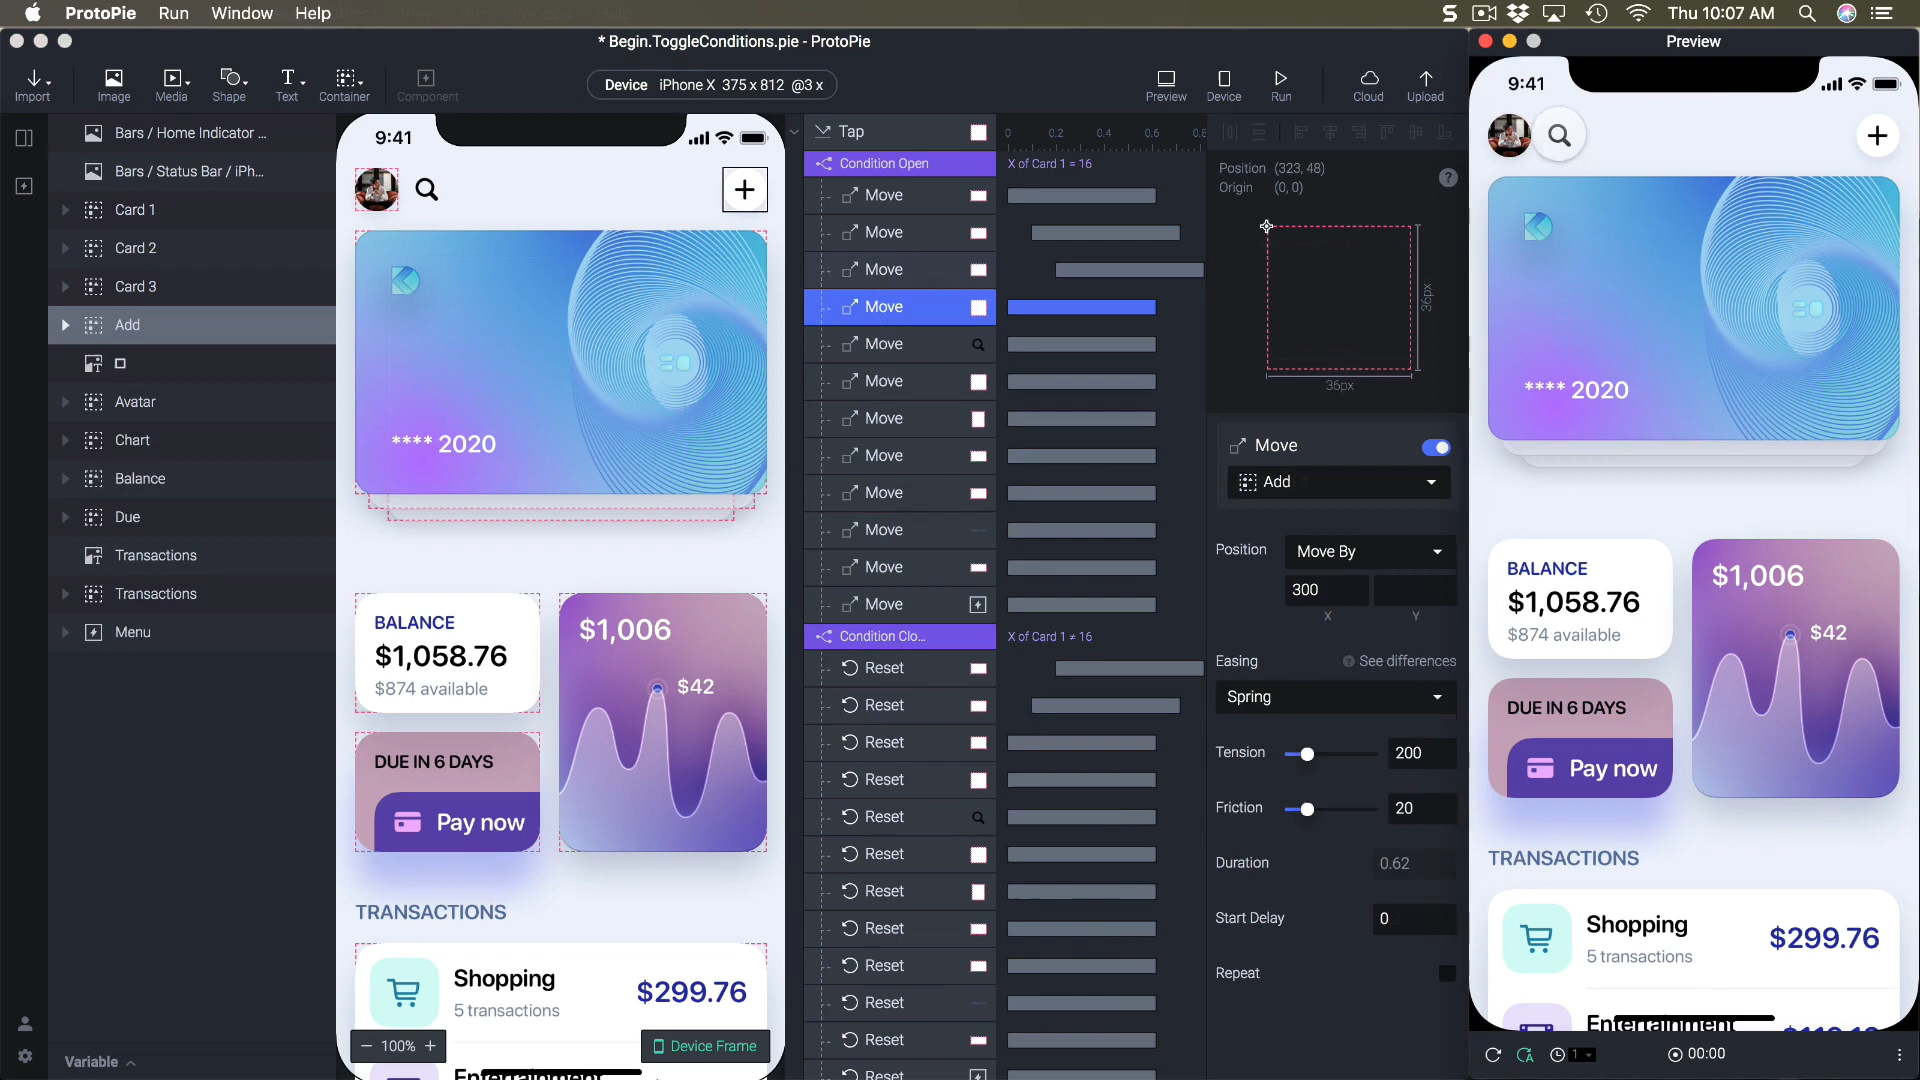 ProtoPie Run Window Help
Thu 10:07 AM
* Begin.ToggleConditions.pie - ProtoPie
Preview
Import
Image
Media
Shape
Text
Container
Component
Device iPhone X 375 x 812 @3 x
Preview
Device
Run
Cloud
Upload
Bars / Home Indicator ...
Bars / Status Bar / iPh...
Card 1
Card 2
Card 3
Add
Avatar
Chart
Balance
Due
Transactions
Transactions
Menu
Variable
9:41
**** 2020
BALANCE
$1,058.76
$874 available
$1,006
$42
DUE IN 6 DAYS
Pay now
TRANSACTIONS
Shopping
5 transactions
$299.76
Entertainment
100%
Device Frame
Tap
0 0.2 0.4 0.6 0.8
Condition Open X of Card 1 = 16
Move
Move
Move
Move
Move
Move
Move
Move
Move
Move
Move
Move
Condition Clo... X of Card 1 ≠ 16
Reset
Reset
Reset
Reset
Reset
Reset
Reset
Reset
Reset
Reset
Reset
Reset
Position (323, 48)
Origin (0, 0)
36px
36px
Move
Add
Position Move By
300
X Y
Easing See differences
Spring
Tension 200
Friction 20
Duration 0.62
Start Delay 0
Repeat
9:41
**** 2020
BALANCE
$1,058.76
$874 available
$1,006
$42
DUE IN 6 DAYS
Pay now
TRANSACTIONS
Shopping
5 transactions
$299.76
Entertainment
1
00:00